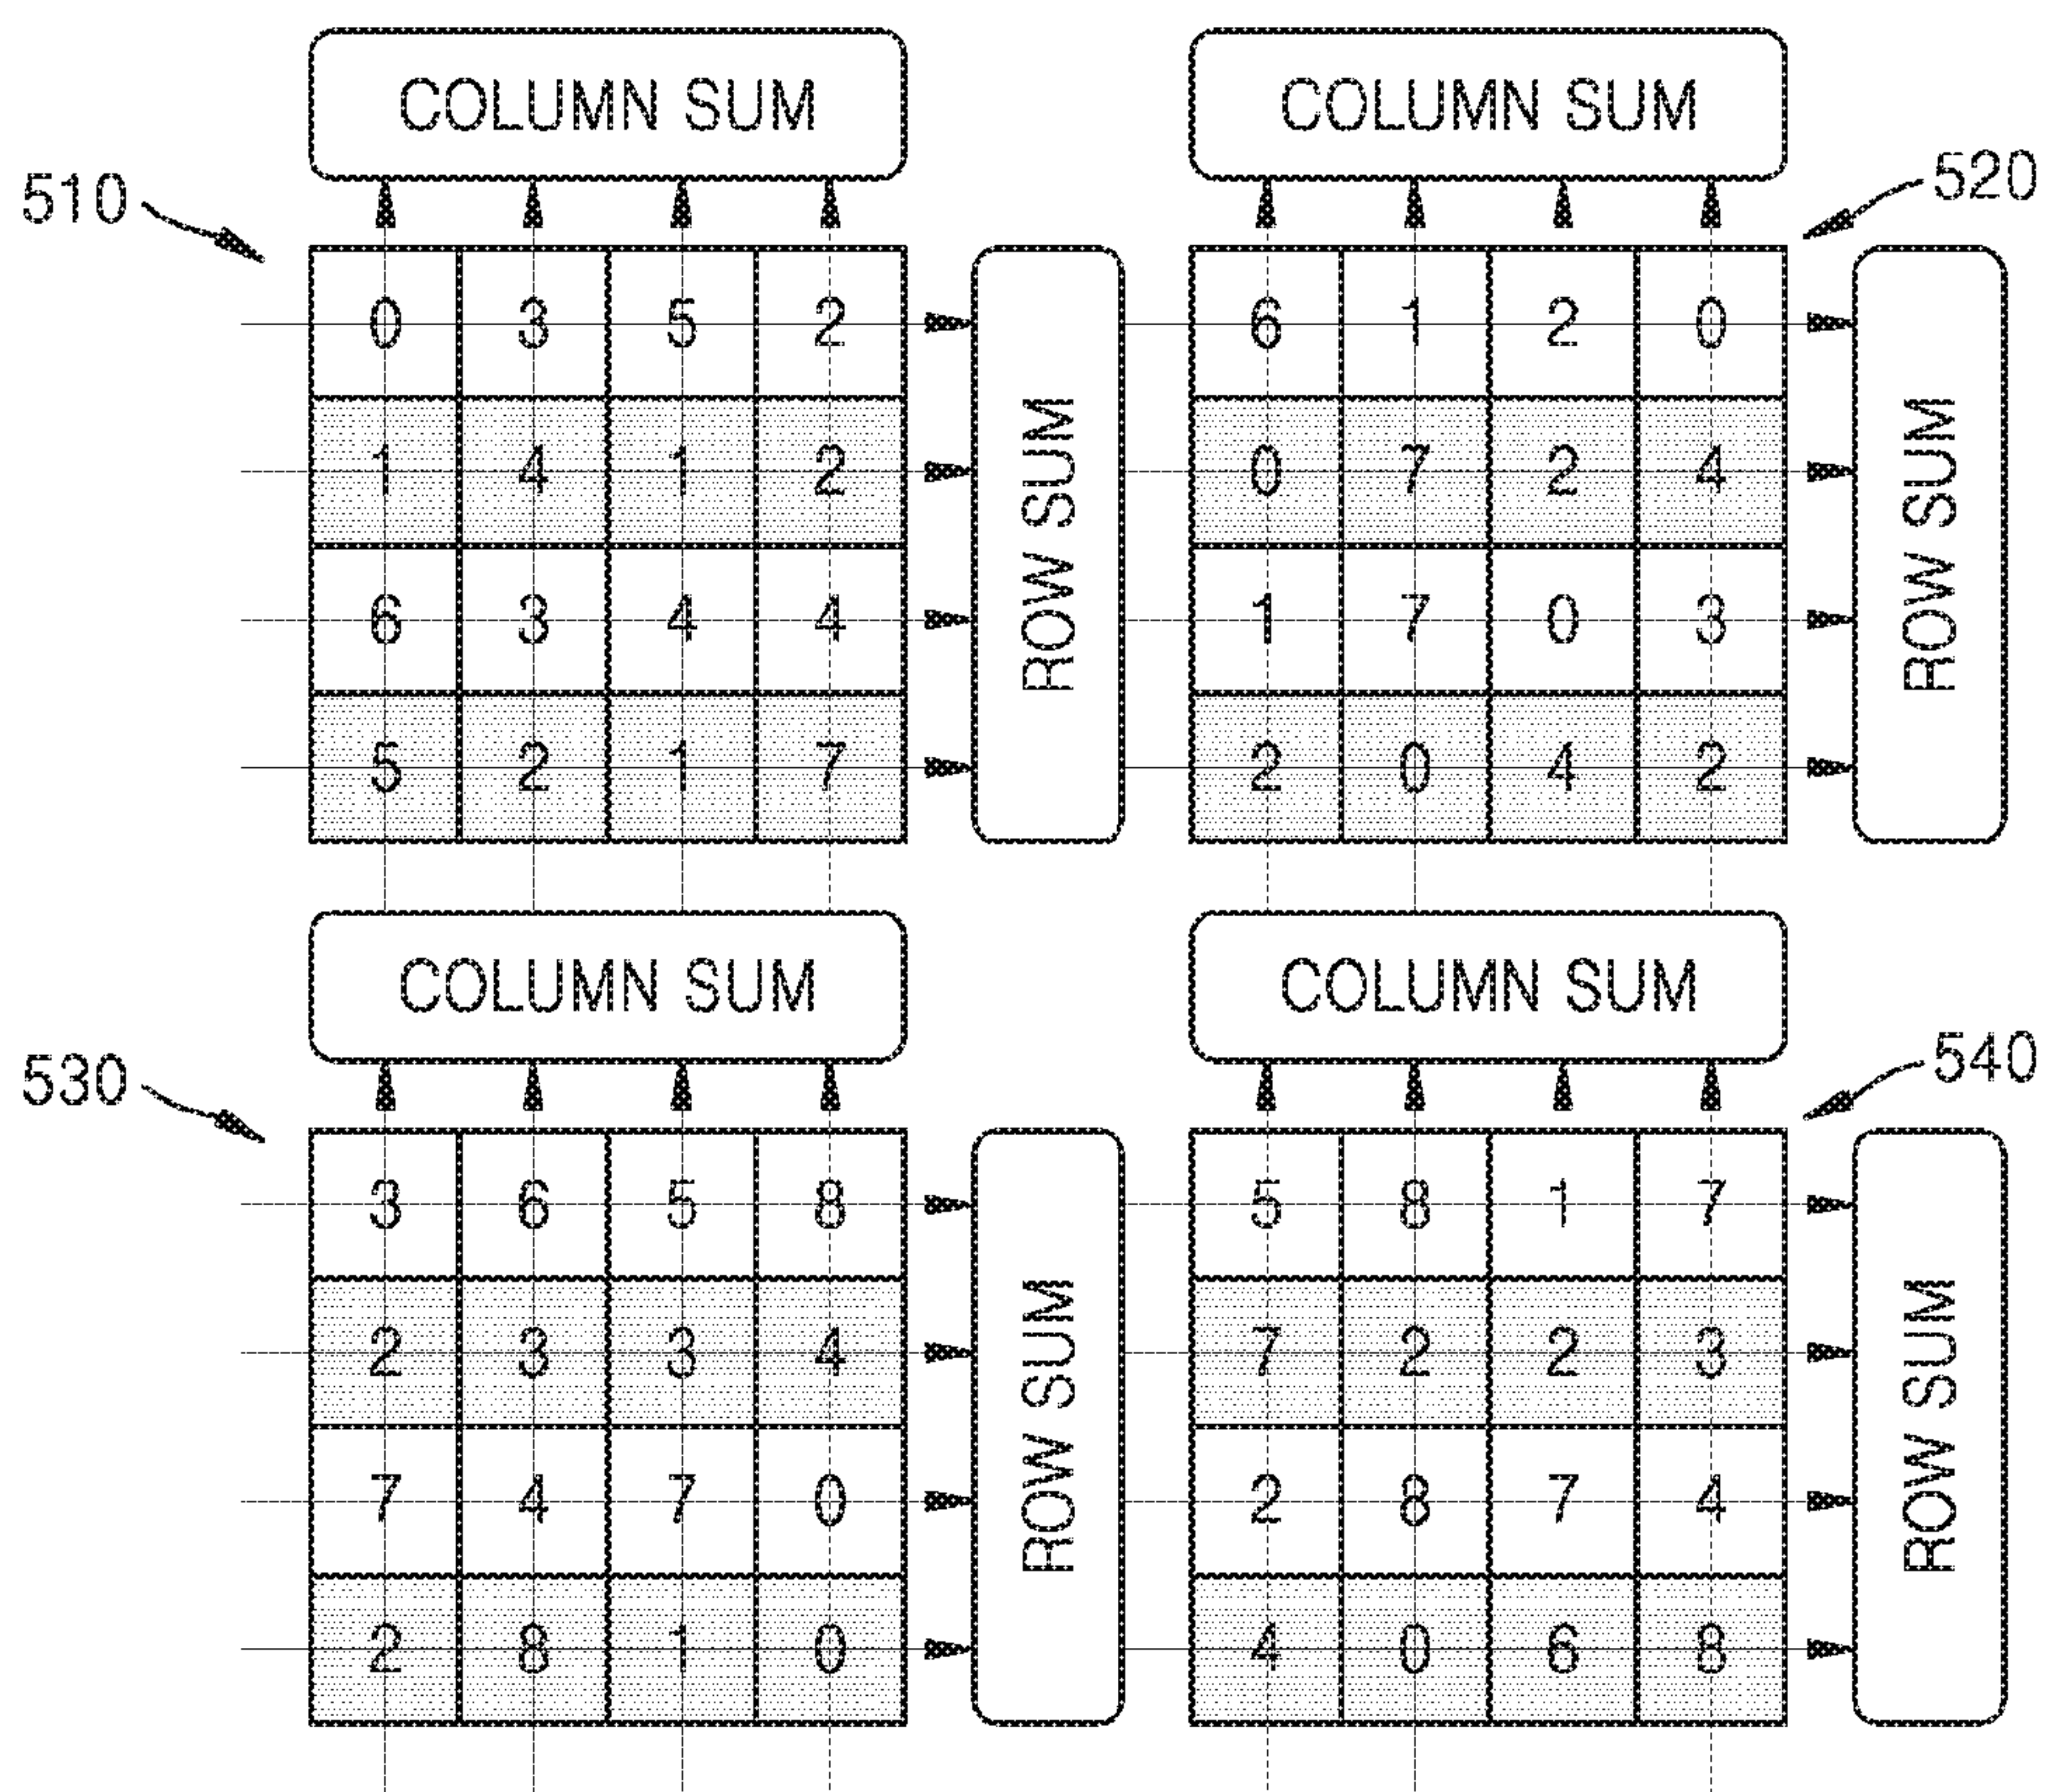 COLUMN SUM COLUMN SUM
510 520
0 3 5 2 6 1 2 0
1 4 1 2 0 7 2 4
ROW SUM ROW SUM
6 3 4 4 1 7 0 3
5 2 1 7 2 0 4 2
COLUMN SUM COLUMN SUM
530 540
3 6 5 8 5 8 1 7
2 3 3 4 7 2 2 3
ROW SUM ROW SUM
7 4 7 0 2 8 7 4
2 8 1 0 4 0 6 8